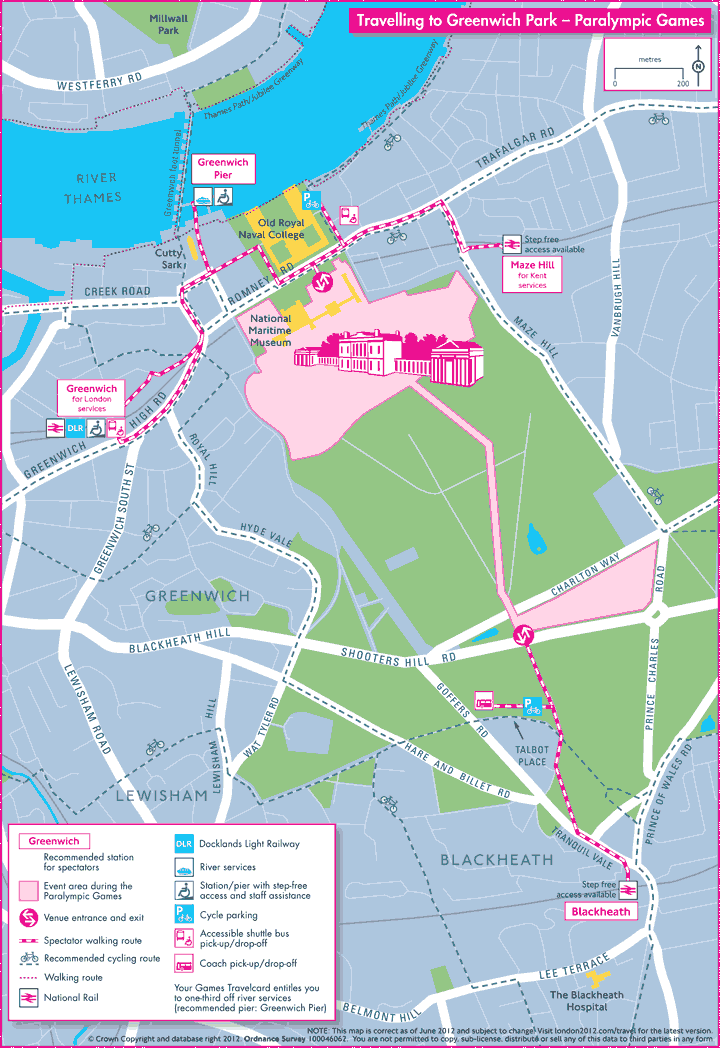 Travelling to Greenwich Park – Paralympic Games
metres
0 200
N
Millwall
Park
WESTFERRY RD
Thames Path/Jubilee Greenway
Thames Path/Jubilee Greenway
RIVER
THAMES
Greenwich foot tunnel
Greenwich
Pier
TRAFALGAR RD
P
Old Royal
Naval College
Cutty
Sark
Step free
access available
Maze Hill
for Kent
services
CREEK ROAD
ROMNEY RD
VANBRUGH HILL
National
Maritime
Museum
MAZE HILL
Greenwich
for London
services
DLR
GREENWICH HIGH RD
ROYAL HILL
GREENWICH SOUTH ST
HYDE VALE
CHARLTON WAY
GREENWICH
BLACKHEATH HILL
SHOOTERS HILL RD
PRINCE CHARLES ROAD
LEWISHAM ROAD
LEWISHAM HILL
WAT TYLER RD
GOFFERS RD
P
TALBOT
PLACE
HARE AND BILLET RD
PRINCE OF WALES RD
LEWISHAM
BLACKHEATH
TRANQUIL VALE
Step free
access available
Blackheath
LEE TERRACE
The Blackheath
Hospital
BELMONT HILL
Greenwich
Recommended station
for spectators
Event area during the
Paralympic Games
Venue entrance and exit
Spectator walking route
Recommended cycling route
Walking route
National Rail
DLR
Docklands Light Railway
River services
Station/pier with step-free
access and staff assistance
P
Cycle parking
Accessible shuttle bus
pick-up/drop-off
Coach pick-up/drop-off
Your Games Travelcard entitles you
to one-third off river services
(recommended pier: Greenwich Pier)
NOTE: This map is correct as of June 2012 and subject to change. Visit london2012.com/travel for the latest version.
© Crown Copyright and database right 2012. Ordnance Survey 100046062. You are not permitted to copy, sub-license, distribute or sell any of this data to third parties in any form